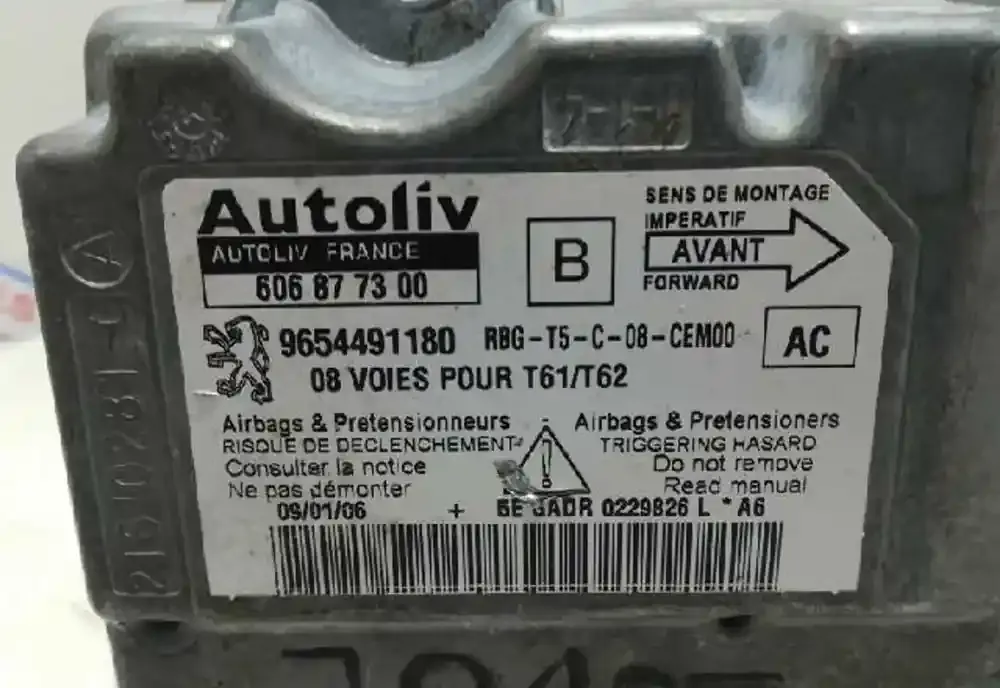 Autoliv
AUTOLIV FRANCE
606 87 73 00
B
SENS DE MONTAGE
IMPERATIF
AVANT
FORWARD
9654491180 RBG-T5-C-08-CEM00
AC
08 VOIES POUR T61/T62
Airbags & Pretensionneurs
RISQUE DE DECLENCHEMENT
Consulter la notice
Ne pas démonter
Airbags & Pretensioners
TRIGGERING HASARD
Do not remove
Read manual
09/01/06 + 0229826 L * A6
A